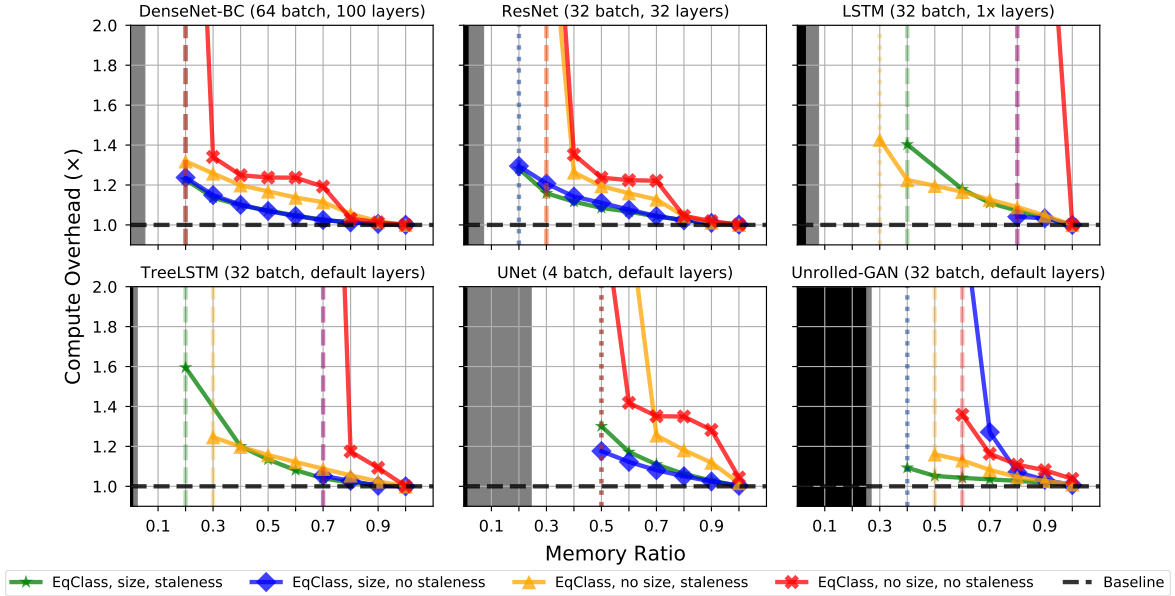 DenseNet-BC (64 batch, 100 layers)
ResNet (32 batch, 32 layers)
LSTM (32 batch, 1x layers)
2.0
1.8
1.6
1.4
1.2
1.0
Compute Overhead (×)
TreeLSTM (32 batch, default layers)
UNet (4 batch, default layers)
Unrolled-GAN (32 batch, default layers)
2.0
1.8
1.6
1.4
1.2
1.0
0.1 0.3 0.5 0.7 0.9
0.1 0.3 0.5 0.7 0.9
0.1 0.3 0.5 0.7 0.9
Memory Ratio
EqClass, size, staleness
EqClass, size, no staleness
EqClass, no size, staleness
EqClass, no size, no staleness
Baseline